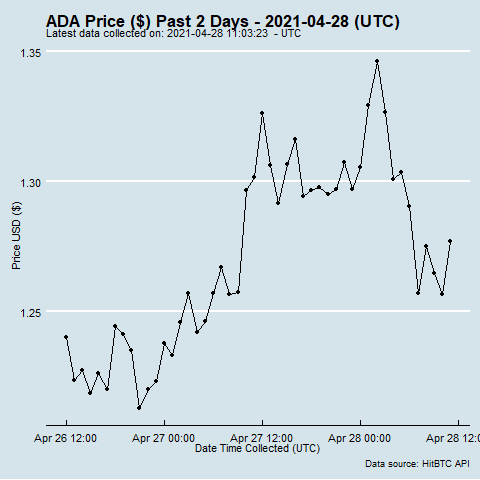 ADA Price ($) Past 2 Days - 2021-04-28 (UTC)
Latest data collected on: 2021-04-28 11:03:23 - UTC
1.35
1.30
1.25
Price USD ($)
Apr 26 12:00 Apr 27 00:00 Apr 27 12:00 Apr 28 00:00 Apr 28 12:00
Date Time Collected (UTC)
Data source: HitBTC API